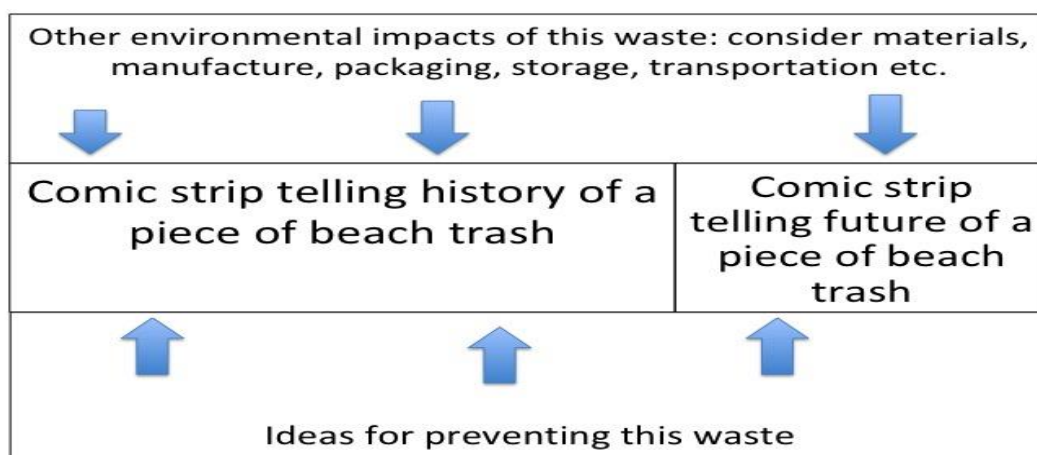 Other environmental impacts of this waste: consider materials,
manufacture, packaging, storage, transportation etc.
Comic strip telling history of a
piece of beach trash
Comic strip
telling future of a
piece of beach
trash
Ideas for preventing this waste